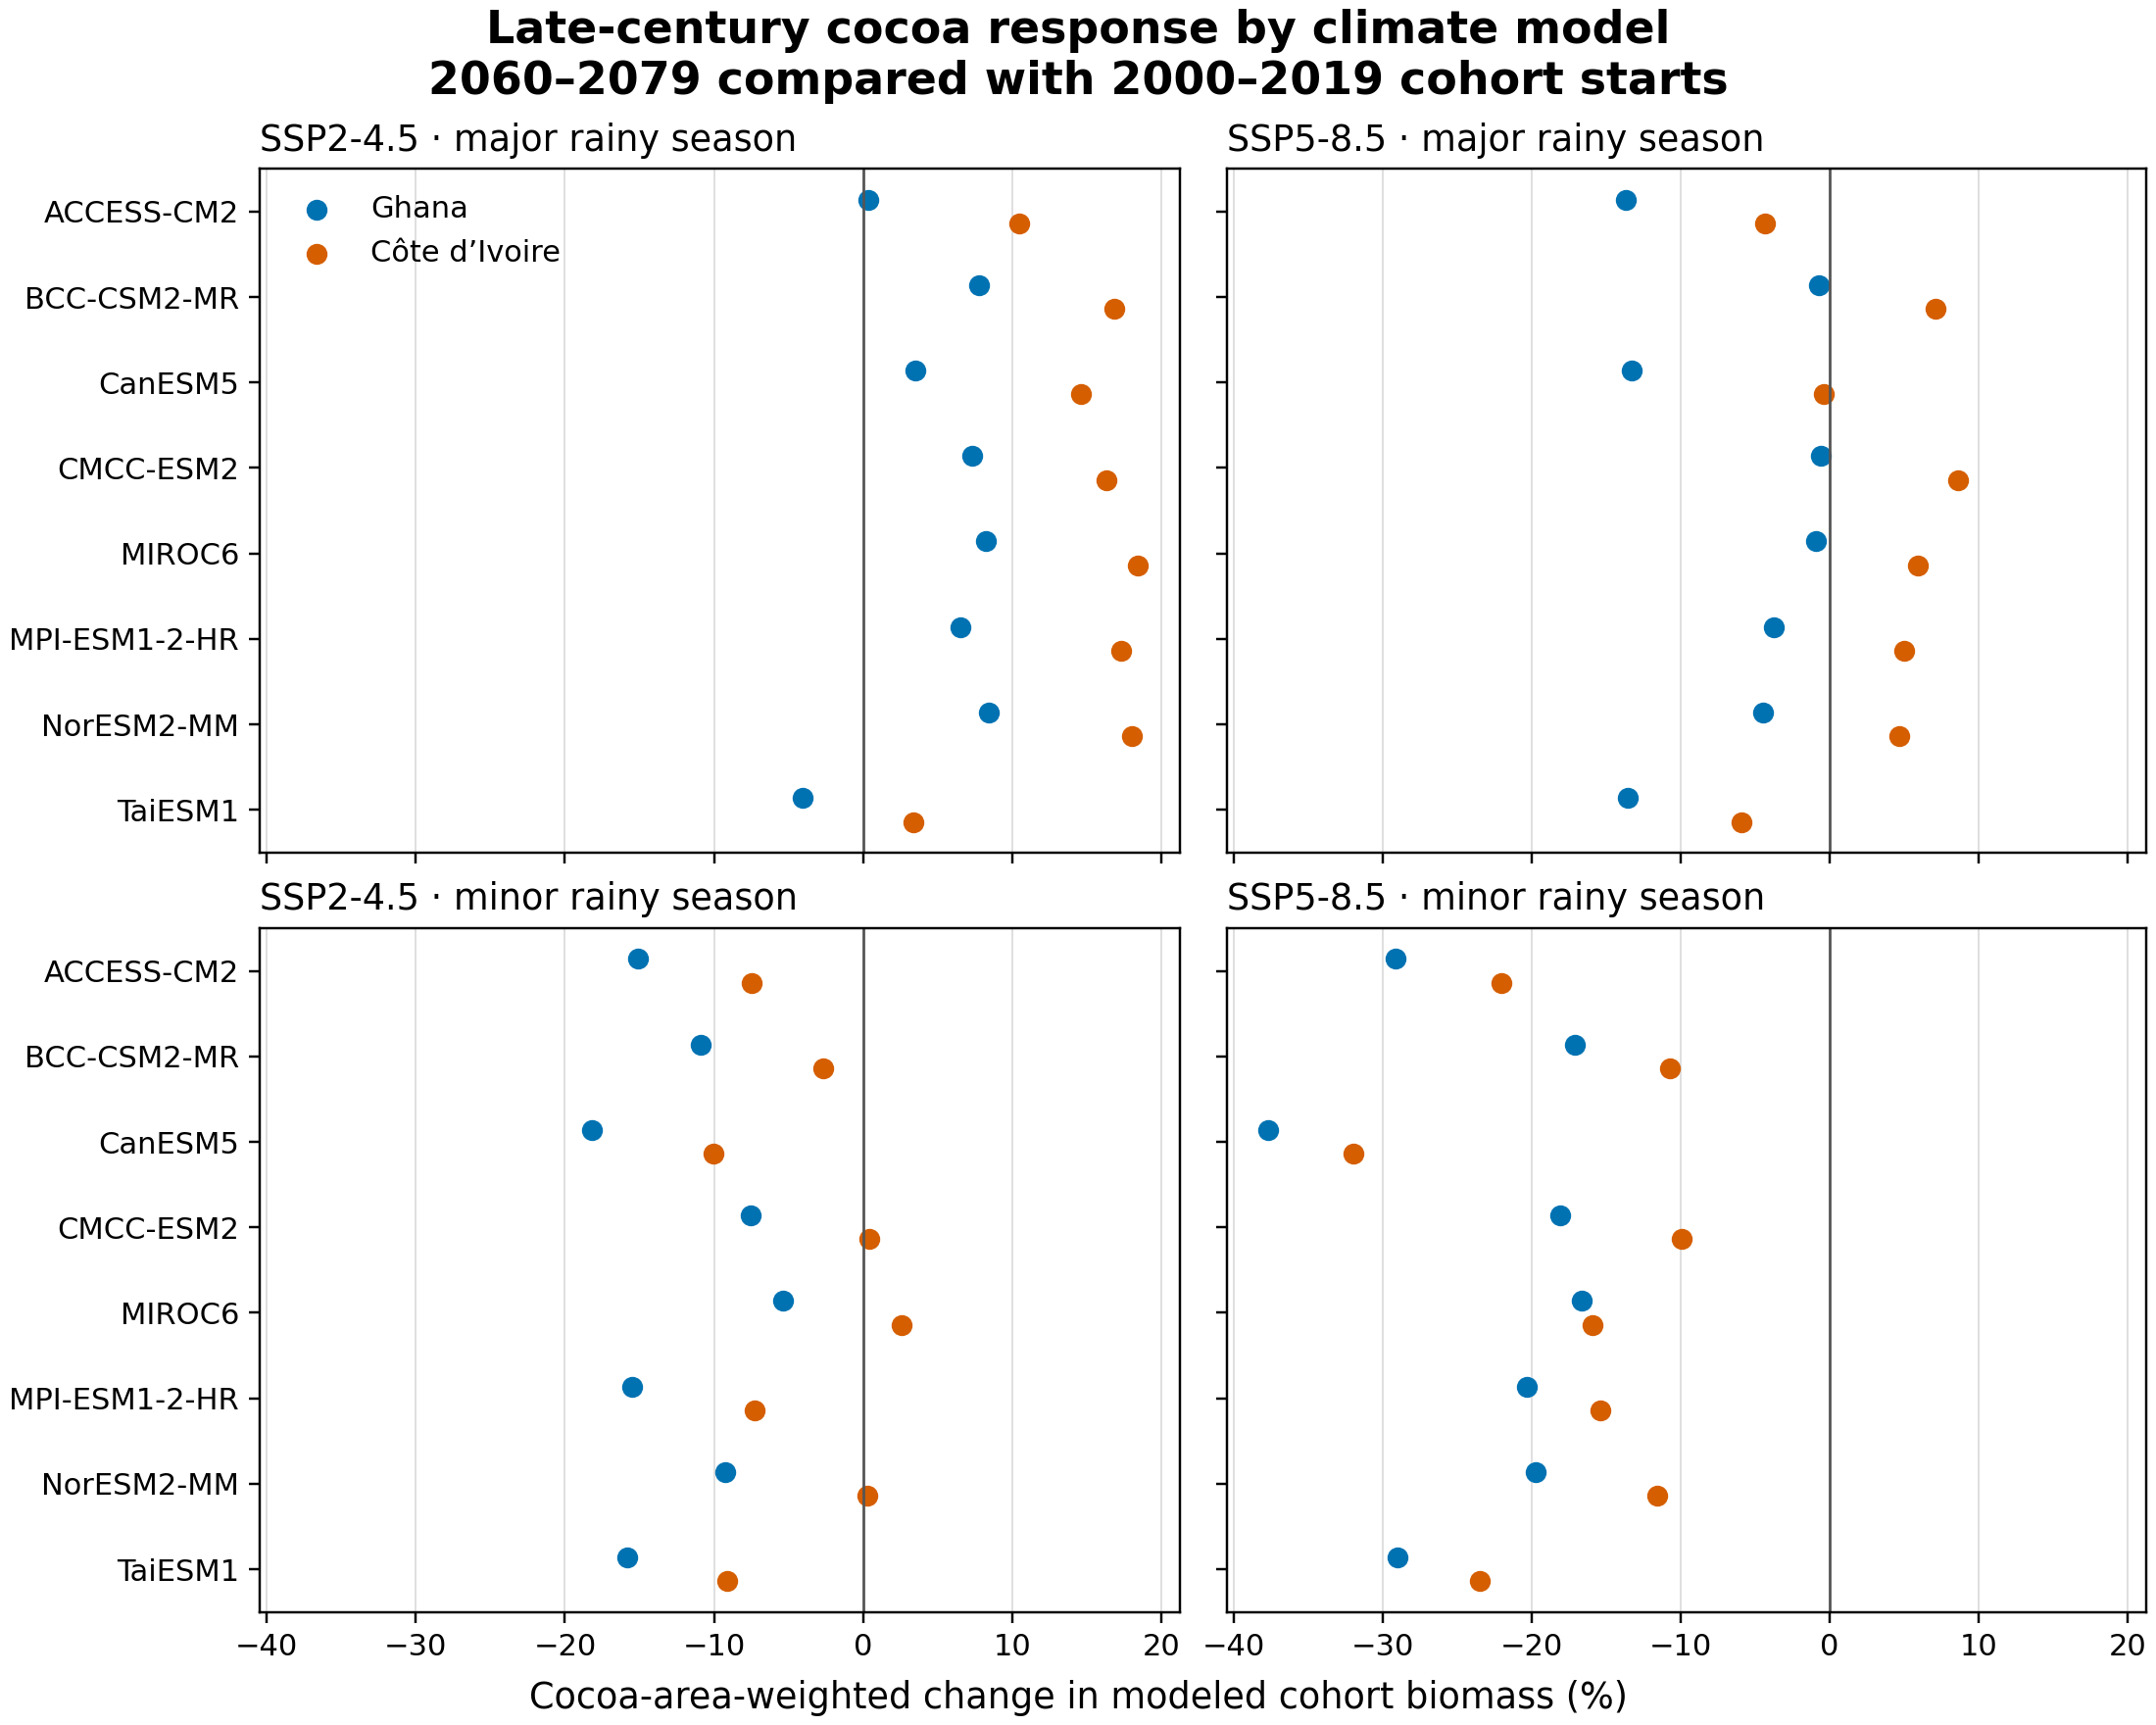 Late-century cocoa response by climate model
2060–2079 compared with 2000–2019 cohort starts
SSP2-4.5 · major rainy season
SSP5-8.5 · major rainy season
Ghana
Côte d’Ivoire
ACCESS-CM2
BCC-CSM2-MR
CanESM5
CMCC-ESM2
MIROC6
MPI-ESM1-2-HR
NorESM2-MM
TaiESM1
SSP2-4.5 · minor rainy season
SSP5-8.5 · minor rainy season
ACCESS-CM2
BCC-CSM2-MR
CanESM5
CMCC-ESM2
MIROC6
MPI-ESM1-2-HR
NorESM2-MM
TaiESM1
−40 −30 −20 −10 0 10 20
−40 −30 −20 −10 0 10 20
Cocoa-area-weighted change in modeled cohort biomass (%)